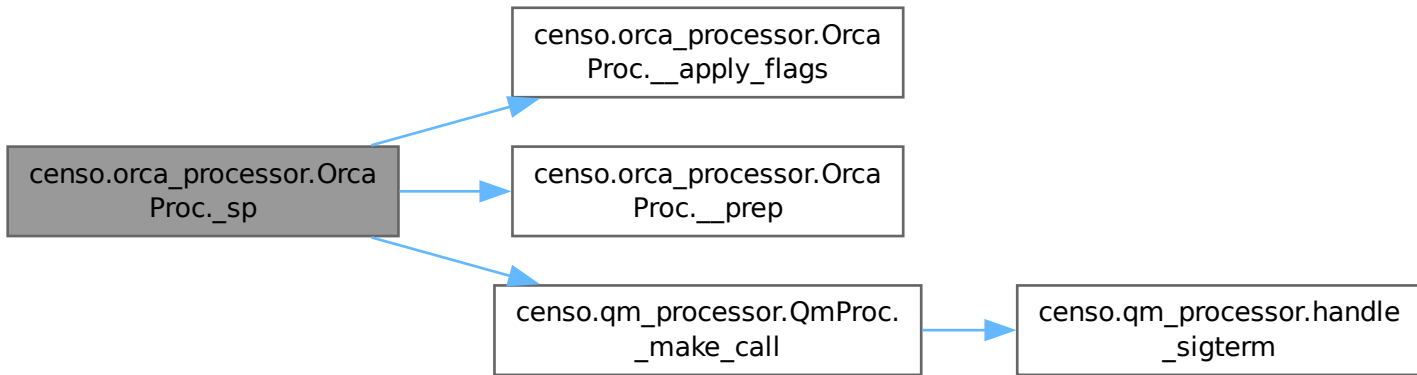 censo.orca_processor.Orca
Proc._sp
censo.orca_processor.Orca
Proc.__apply_flags
censo.orca_processor.Orca
Proc.__prep
censo.qm_processor.QmProc.
_make_call
censo.qm_processor.handle
_sigterm